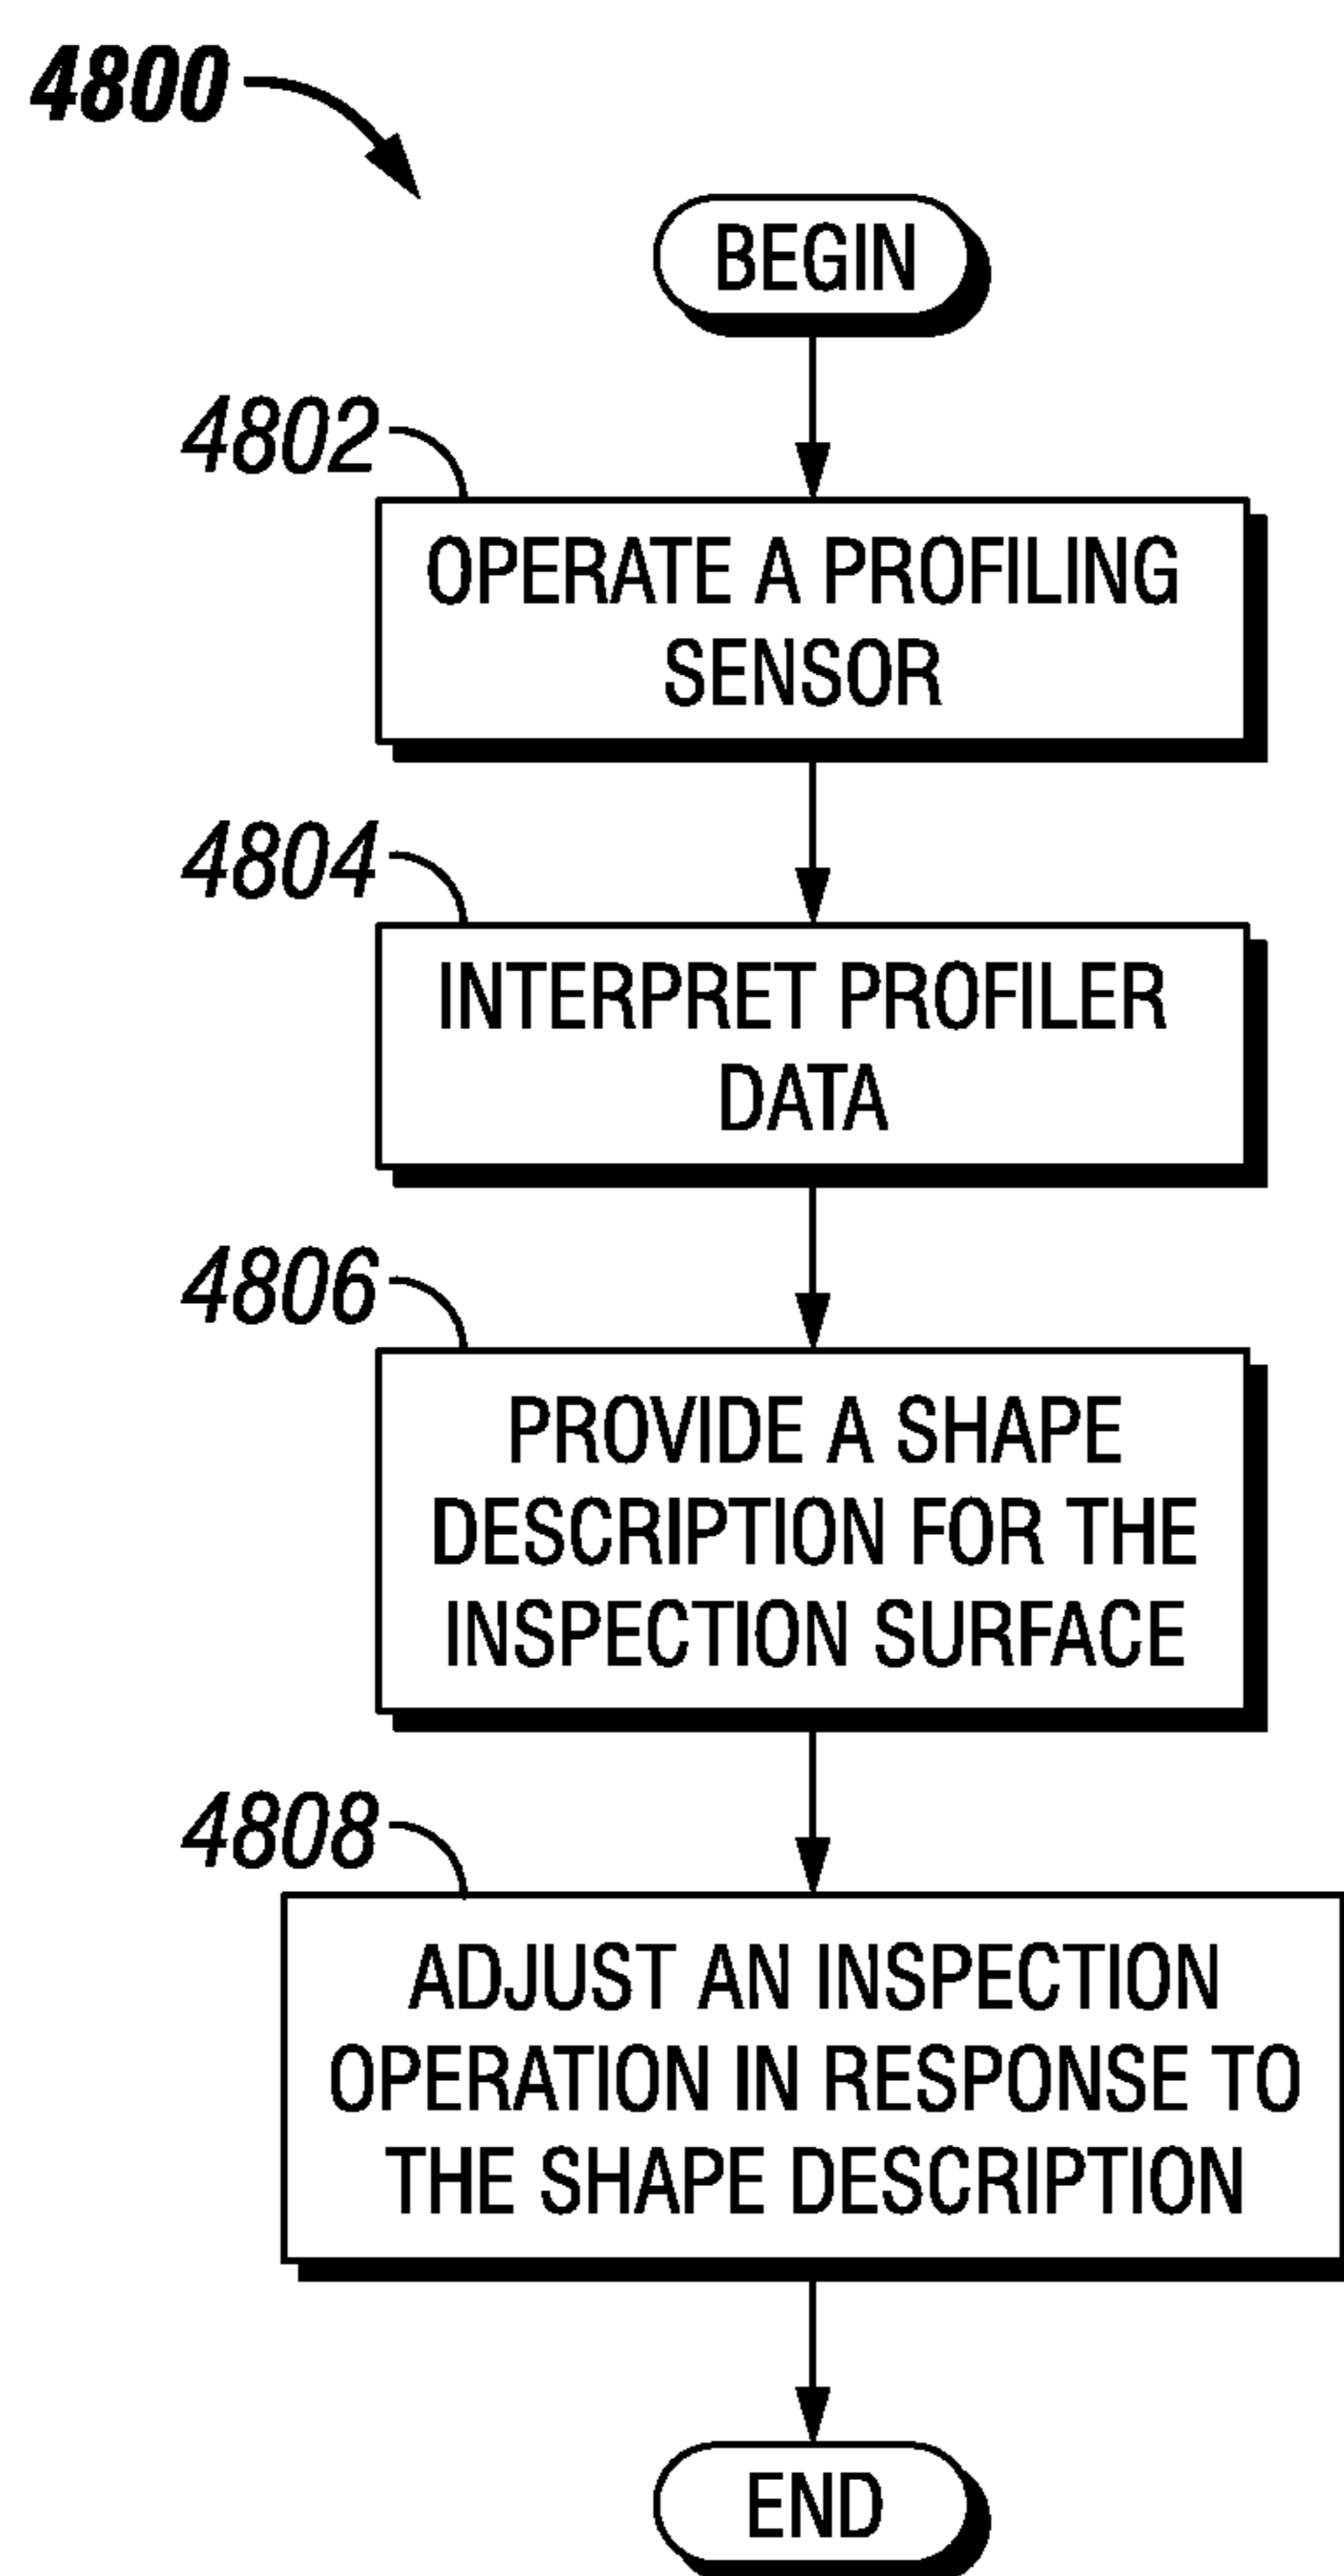 4800
BEGIN
4802
OPERATE A PROFILING
SENSOR
4804
INTERPRET PROFILER
DATA
4806
PROVIDE A SHAPE
DESCRIPTION FOR THE
INSPECTION SURFACE
4808
ADJUST AN INSPECTION
OPERATION IN RESPONSE TO
THE SHAPE DESCRIPTION
END